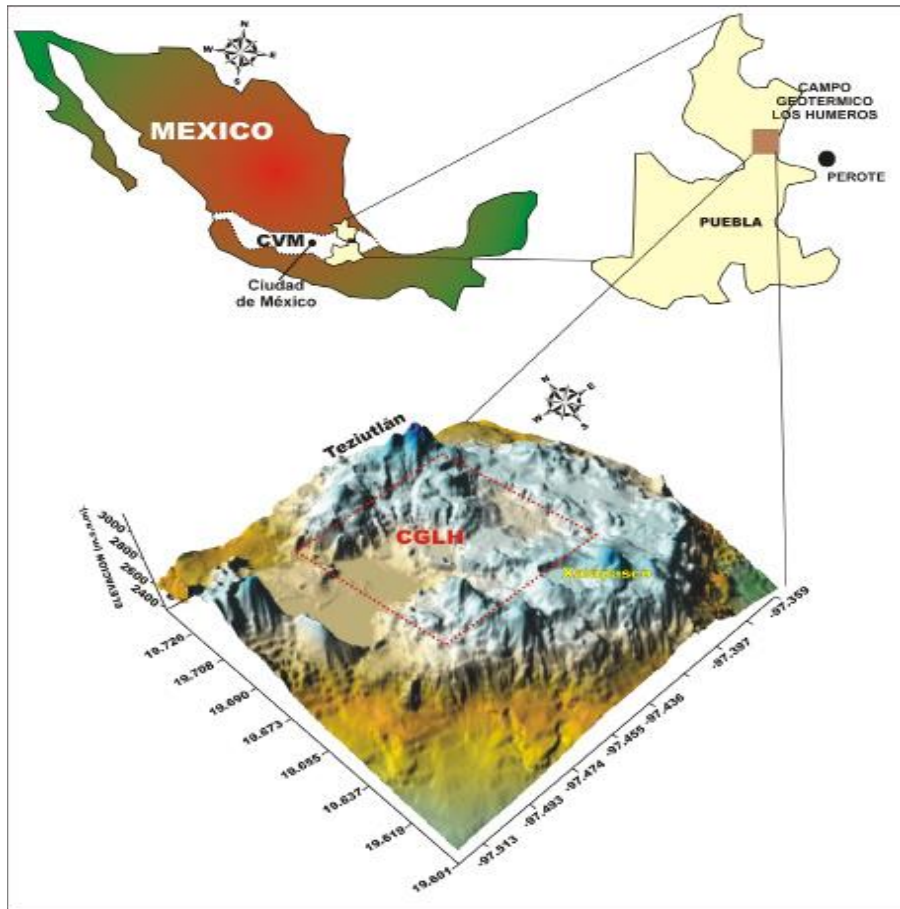 N
W
E
S
MEXICO
CVM
Ciudad
de México
CAMPO
GEOTERMICO
LOS HUMEROS
PEROTE
PUEBLA
N
E
W
S
Teziutlán
CGLH
Xalapasco
ELEVACION (m.s.n.m).
3000
2800
2600
2400
19.726
19.708
19.690
19.673
19.655
19.637
19.619
19.601
-97.359
-97.397
-97.436
-97.455
-97.474
-97.493
-97.513